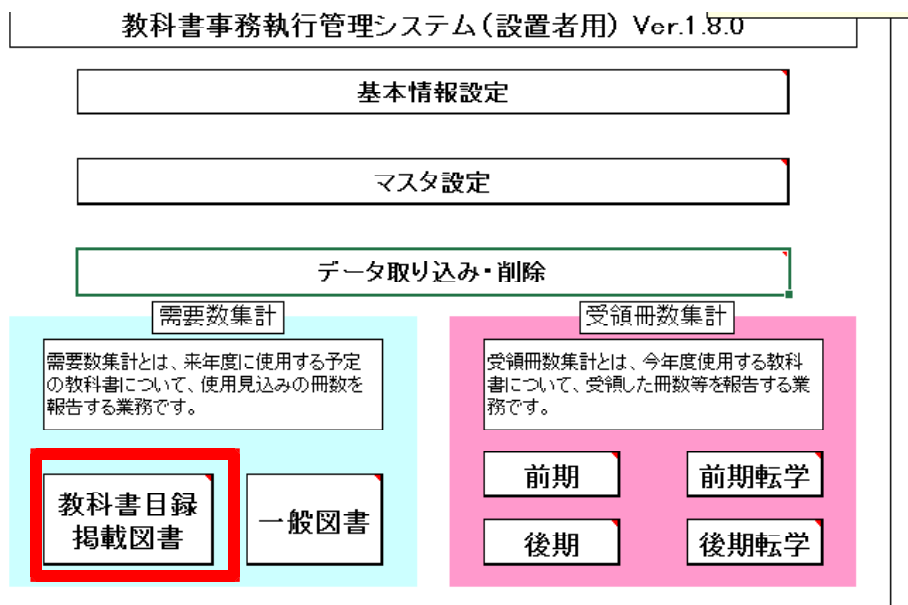 教科書事務執行管理システム(設置者用) Ver.1.8.0
基本情報設定
マスタ設定
データ取り込み・削除
需要数集計
需要数集計とは、来年度に使用する予定
の教科書について、使用見込みの冊数を
報告する業務です。
教科書目録
掲載図書
一般図書
受領冊数集計
受領冊数集計とは、今年度使用する教科
書について、受領した冊数等を報告する業
務です。
前期
前期転学
後期
後期転学